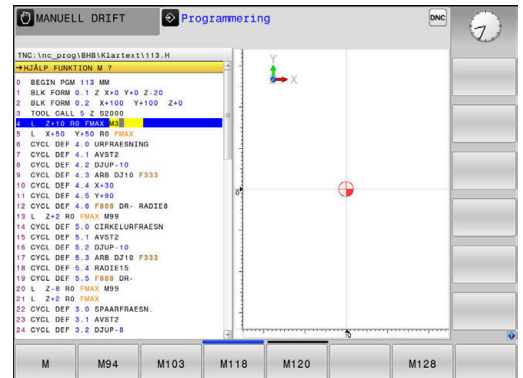 MANUELL DRIFT
Programmering
DNC
TNC:\nc_prog\BHB\Klartext\113.H
→HJÄLP FUNKTION M ?
0 BEGIN PGM 113 MM
1 BLK FORM 0.1 Z X+0 Y+0 Z-20
2 BLK FORM 0.2 X+100 Y+100 Z+0
3 TOOL CALL 5 Z S2000
4 L Z+10 R0 FMAX M3
5 L X+50 Y+50 R0 FMAX
6 CYCL DEF 4.0 URFRAESNING
7 CYCL DEF 4.1 AVST2
8 CYCL DEF 4.2 DJUP-10
9 CYCL DEF 4.3 ARB DJ10 F333
10 CYCL DEF 4.4 X+30
11 CYCL DEF 4.5 Y+90
12 CYCL DEF 4.6 F888 DR- RADIE8
13 L Z+2 R0 FMAX M99
14 CYCL DEF 5.0 CIRKELURFRAESN
15 CYCL DEF 5.1 AVST2
16 CYCL DEF 5.2 DJUP-10
17 CYCL DEF 5.3 ARB DJ10 F333
18 CYCL DEF 5.4 RADIE15
19 CYCL DEF 5.5 F888 DR-
20 L Z-8 R0 FMAX M99
21 L Z+2 R0 FMAX
22 CYCL DEF 3.0 SPAARFRAESN.
23 CYCL DEF 3.1 AVST2
24 CYCL DEF 3.2 DJUP-8
Y
X
0
0
M
M94
M103
M118
M120
M128